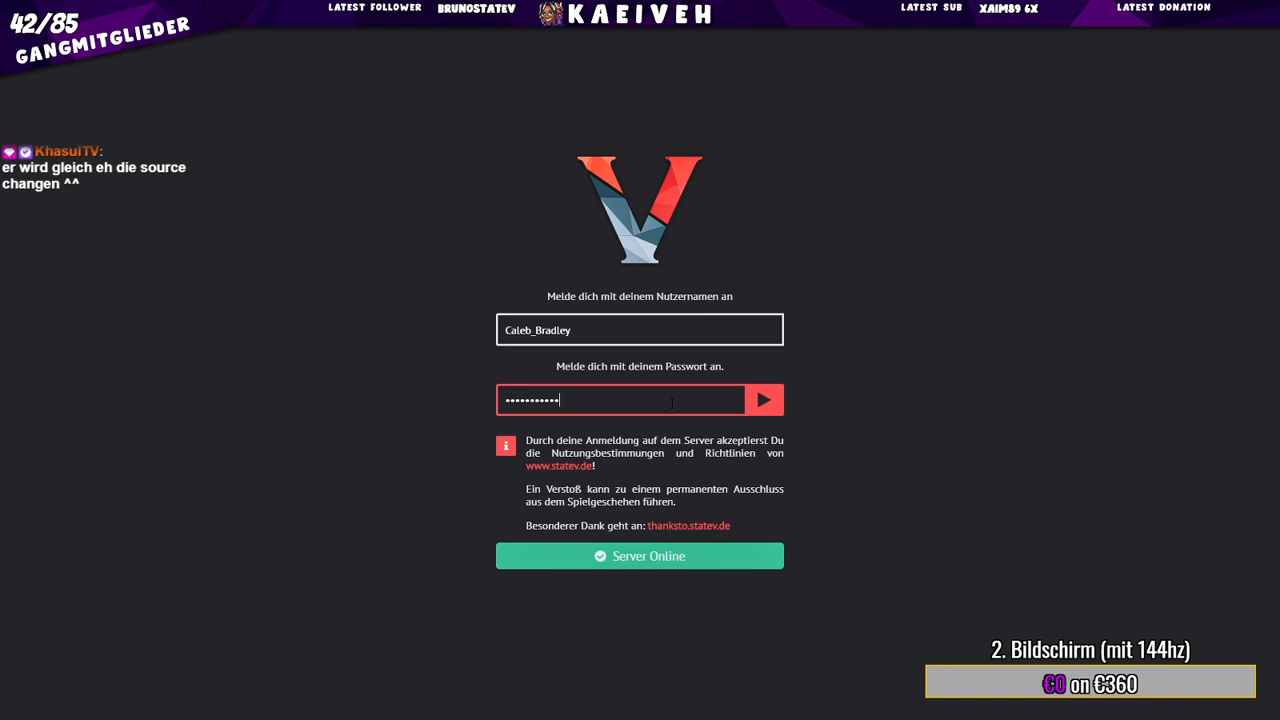 42/85
GANGMITGLIEDER
LATEST FOLLOWER BRUNOSTATEV
KAEIVEH
LATEST SUB XAIM89 6X
LATEST DONATION
KhasulTV:
er wird gleich eh die source
changen ^^
V
Melde dich mit deinem Nutzernamen an
Caleb_Bradley
Melde dich mit deinem Passwort an.
•••••••••••
i
Durch deine Anmeldung auf dem Server akzeptierst Du
die Nutzungsbestimmungen und Richtlinien von
www.statev.de!
Ein Verstoß kann zu einem permanenten Ausschluss
aus dem Spielgeschehen führen.
Besonderer Dank geht an: thanksto.statev.de
Server Online
2. Bildschirm (mit 144hz)
€0 on €360